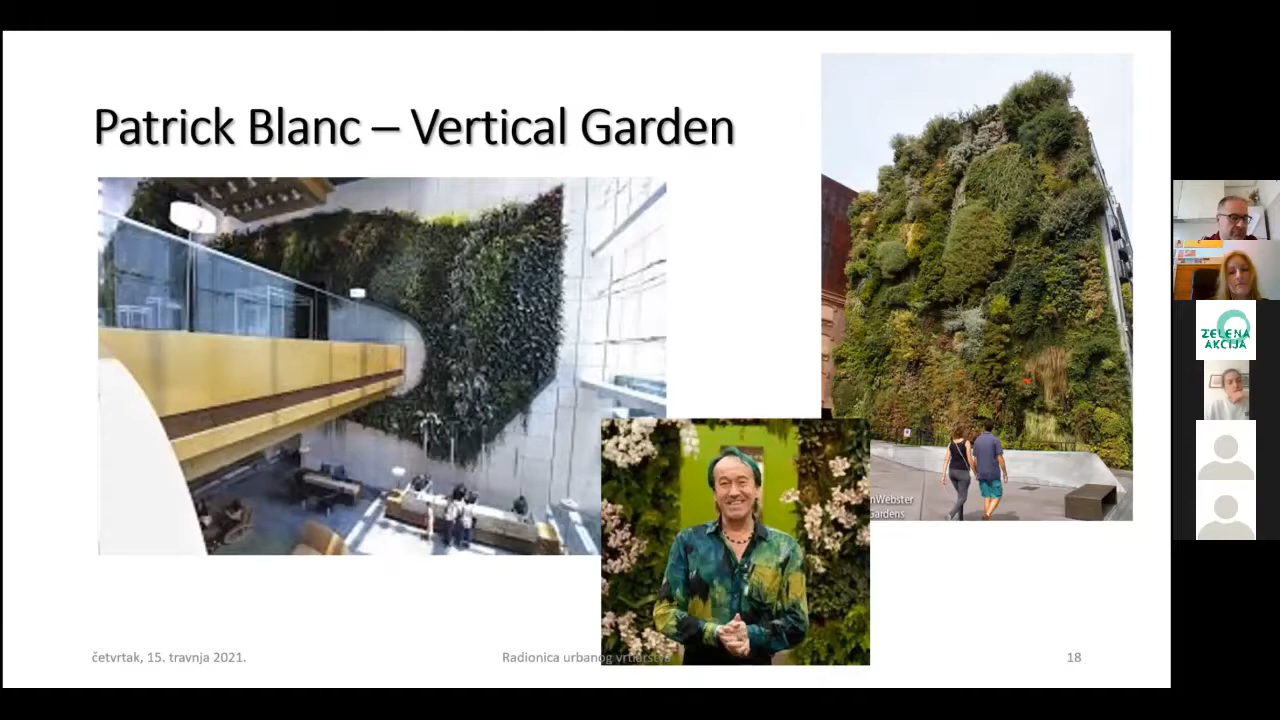 Patrick Blanc – Vertical Garden
nWebster
Gardens
ZELENA
AKCIJA
četvrtak, 15. travnja 2021.
Radionica urbanog vrtlarstva
18